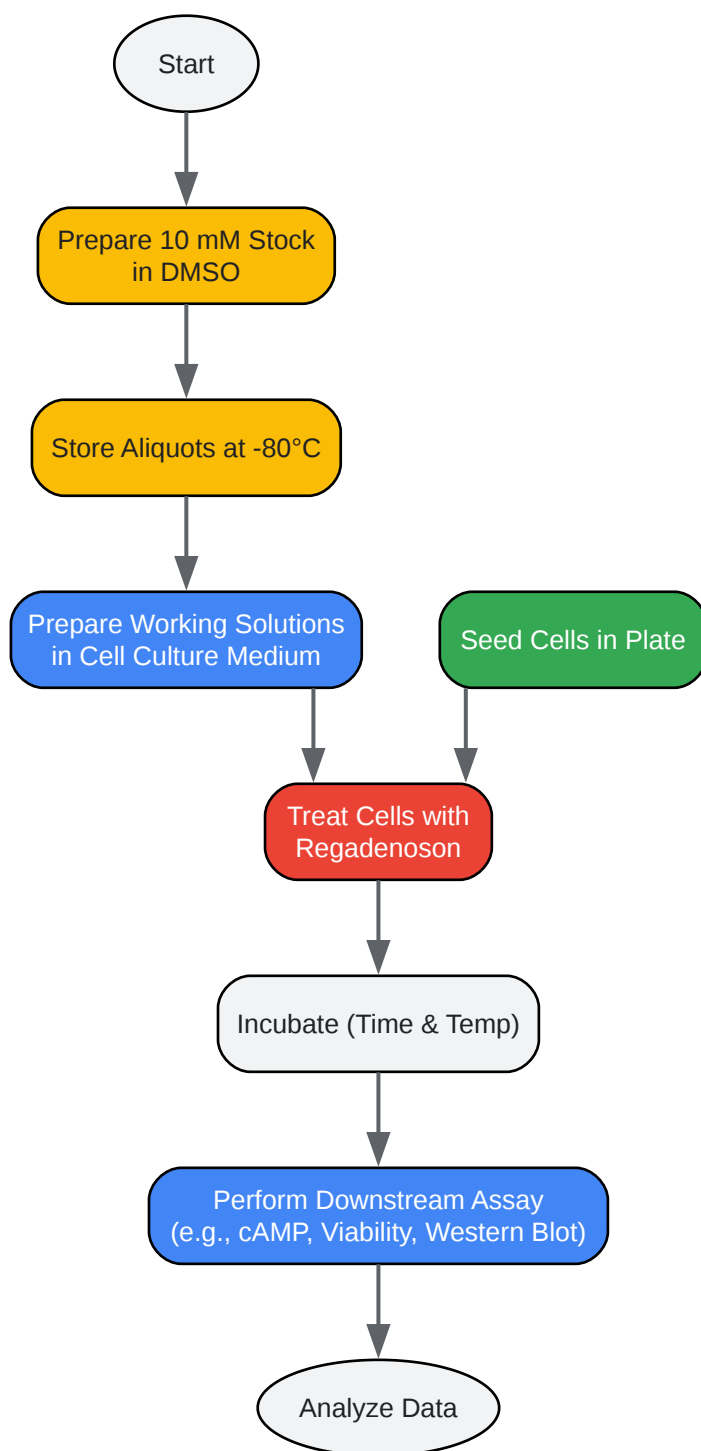 Start
Prepare 10 mM Stock
in DMSO
Store Aliquots at -80°C
Prepare Working Solutions
in Cell Culture Medium
Seed Cells in Plate
Treat Cells with
Regadenoson
Incubate (Time & Temp)
Perform Downstream Assay
(e.g., cAMP, Viability, Western Blot)
Analyze Data